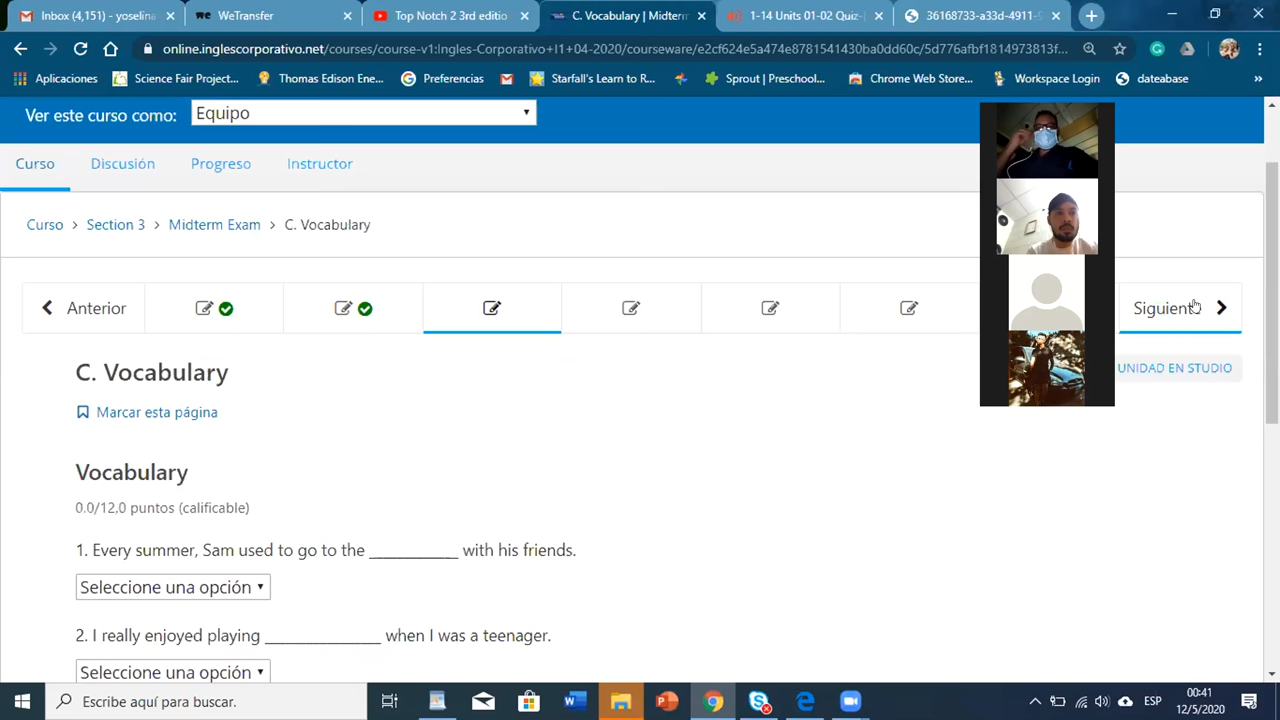 Inbox (4,151) - yoselina
WeTransfer
Top Notch 2 3rd editio
C. Vocabulary | Midterm
1-14 Units 01-02 Quiz-
36168733-a33d-4911-9
online.inglescorporativo.net/courses/course-v1:Ingles-Corporativo+I1+04-2020/courseware/e2cf624e5a474e8781541430ba0dd60c/5d776afbf1814973813f...
Aplicaciones
Science Fair Project...
Thomas Edison Ene...
Preferencias
Starfall's Learn to R...
Sprout | Preschool...
Chrome Web Store...
Workspace Login
dateabase
»
Ver este curso como:
Equipo
Curso
Discusión
Progreso
Instructor
Curso > Section 3 > Midterm Exam > C. Vocabulary
Anterior
Siguiente
C. Vocabulary
UNIDAD EN STUDIO
Marcar esta página
Vocabulary
0.0/12,0 puntos (calificable)
1. Every summer, Sam used to go to the ___________ with his friends.
Seleccione una opción
2. I really enjoyed playing ______________ when I was a teenager.
Seleccione una opción
Escribe aquí para buscar.
ESP
00:41
12/5/2020